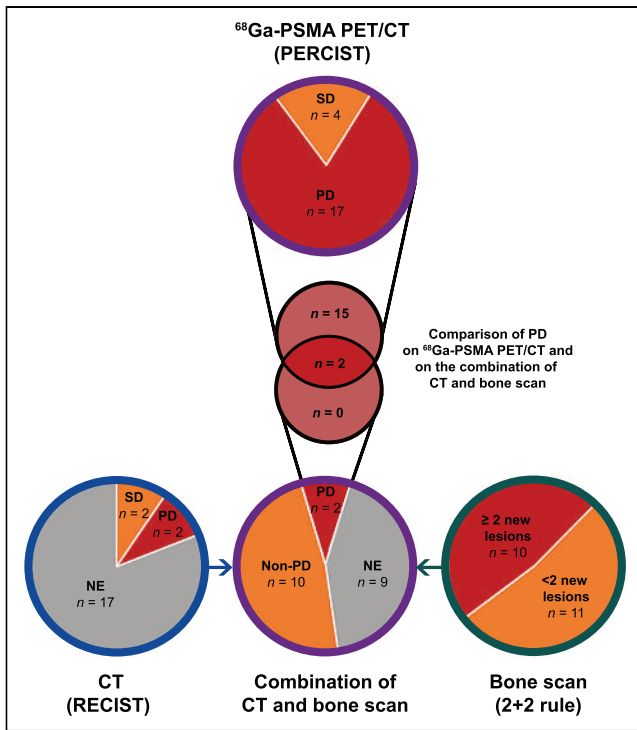 ⁶⁸Ga-PSMA PET/CT
(PERCIST)
SD
n = 4
PD
n = 17
n = 15
n = 2
n = 0
Comparison of PD
on ⁶⁸Ga-PSMA PET/CT and
on the combination of
CT and bone scan
SD
n = 2
PD
n = 2
NE
n = 17
PD
n = 2
Non-PD
n = 10
NE
n = 9
≥ 2 new
lesions
n = 10
<2 new
lesions
n = 11
CT
(RECIST)
Combination of
CT and bone scan
Bone scan
(2+2 rule)